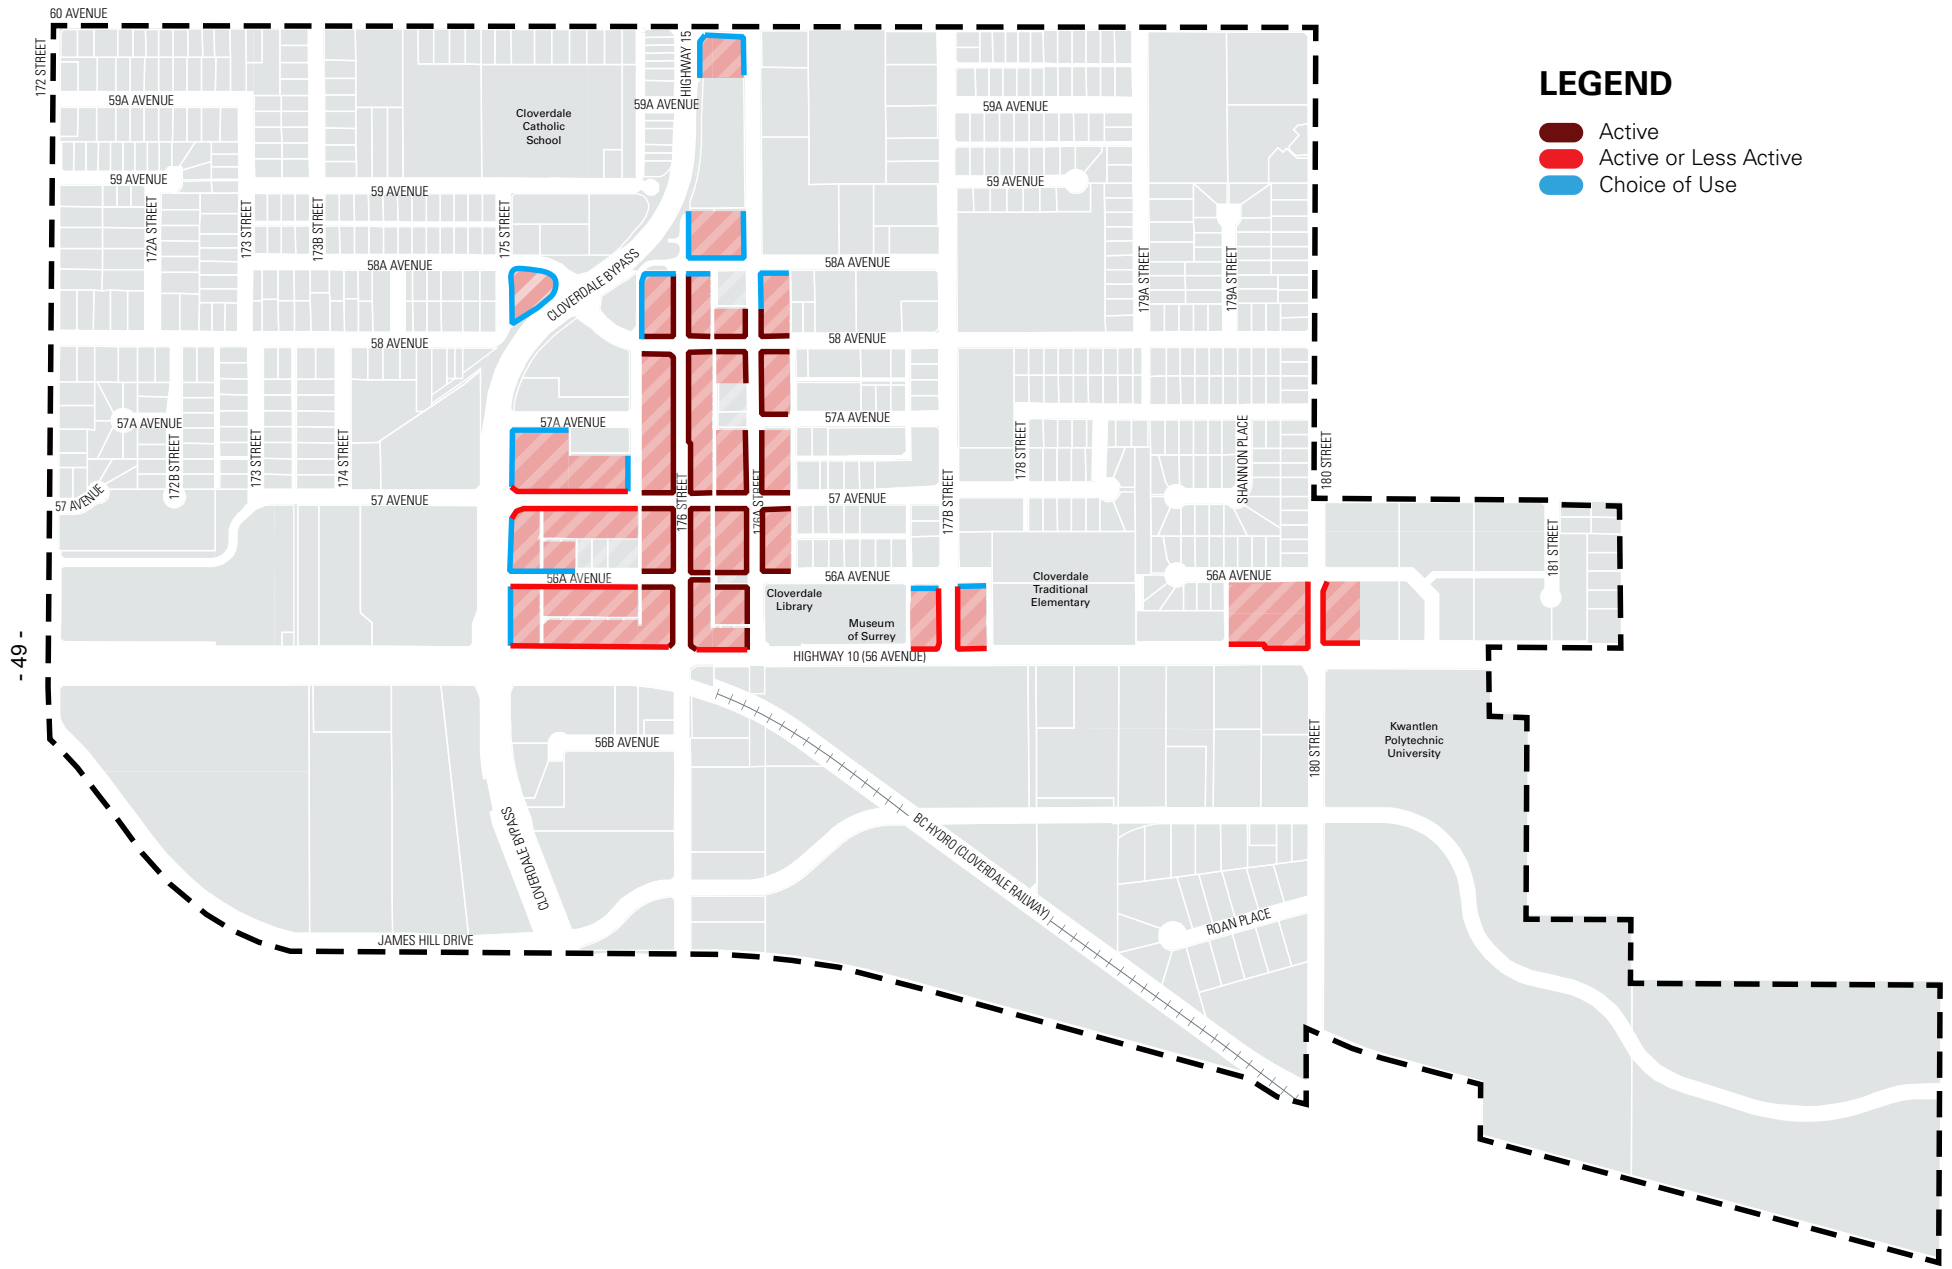 60 AVENUE
172 STREET
HIGHWAY 15
59A AVENUE
59A AVENUE
59A AVENUE
Cloverdale
Catholic
School
LEGEND
Active
Active or Less Active
Choice of Use
59 AVENUE
59 AVENUE
59 AVENUE
172A STREET
173 STREET
173B STREET
175 STREET
58A AVENUE
58A AVENUE
CLOVERDALE BYPASS
179A STREET
179A STREET
58 AVENUE
58 AVENUE
57A AVENUE
57A AVENUE
57A AVENUE
172B STREET
173 STREET
174 STREET
178 STREET
SHANNON PLACE
180 STREET
57 AVENUE
57 AVENUE
57 AVENUE
176 STREET
176A STREET
177B STREET
181 STREET
56A AVENUE
56A AVENUE
56A AVENUE
Cloverdale
Library
Cloverdale
Traditional
Elementary
Museum
of Surrey
HIGHWAY 10 (56 AVENUE)
- 49 -
56B AVENUE
180 STREET
Kwantlen
Polytechnic
University
CLOVERDALE BYPASS
BC HYDRO (CLOVERDALE RAILWAY)
ROAN PLACE
JAMES HILL DRIVE